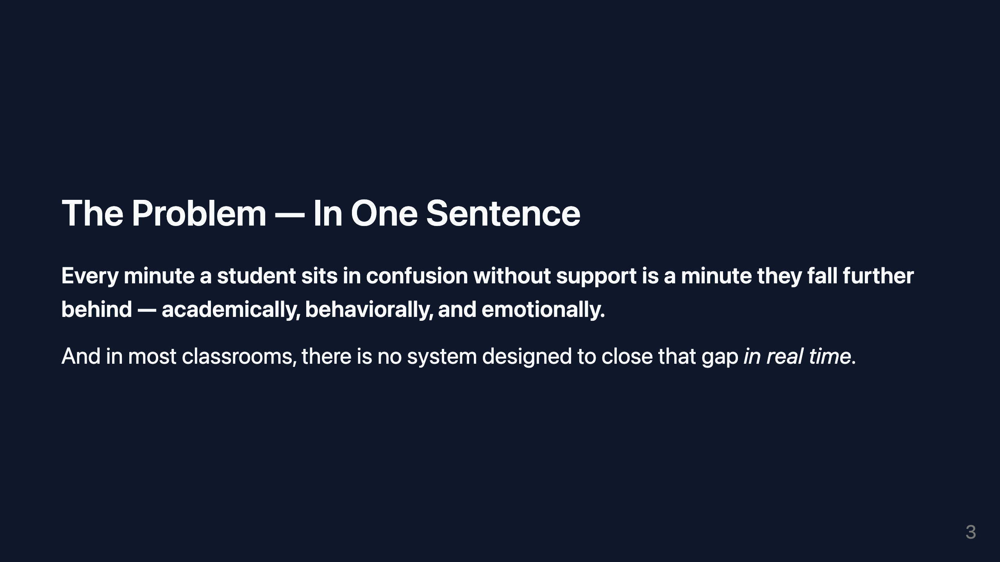 The Problem — In One Sentence
Every minute a student sits in confusion without support is a minute they fall further
behind — academically, behaviorally, and emotionally.
And in most classrooms, there is no system designed to close that gap in real time.
3